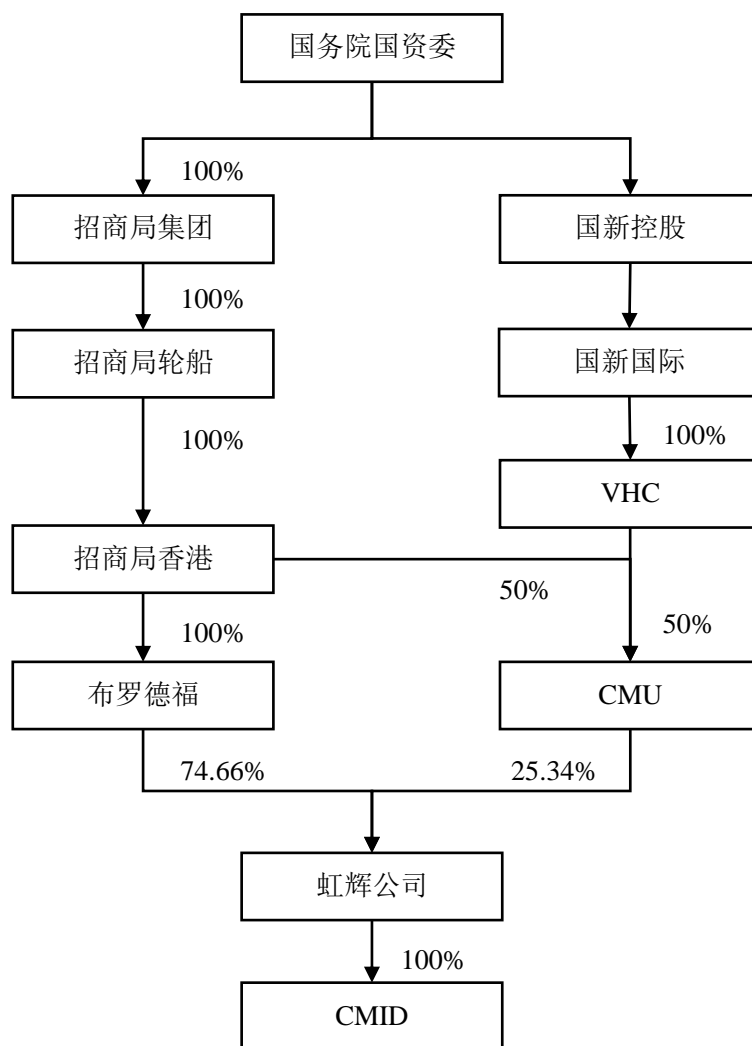 国务院国资委
100%
招商局集团
国新控股
100%
招商局轮船
国新国际
100%
100%
VHC
招商局香港
50%
50%
100%
布罗德福
CMU
74.66%
25.34%
虹辉公司
100%
CMID